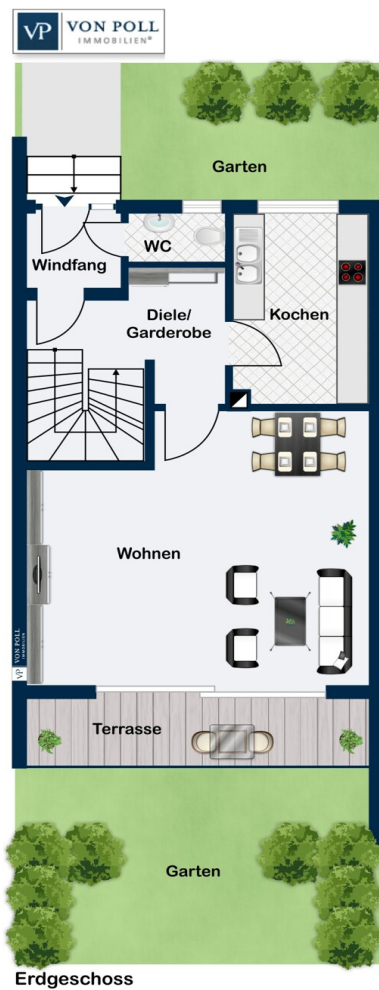 VP VON POLL
IMMOBILIEN®
Garten
WC
Windfang
Diele/
Garderobe
Kochen
Wohnen
VP VON POLL
IMMOBILIEN
Terrasse
Garten
Erdgeschoss